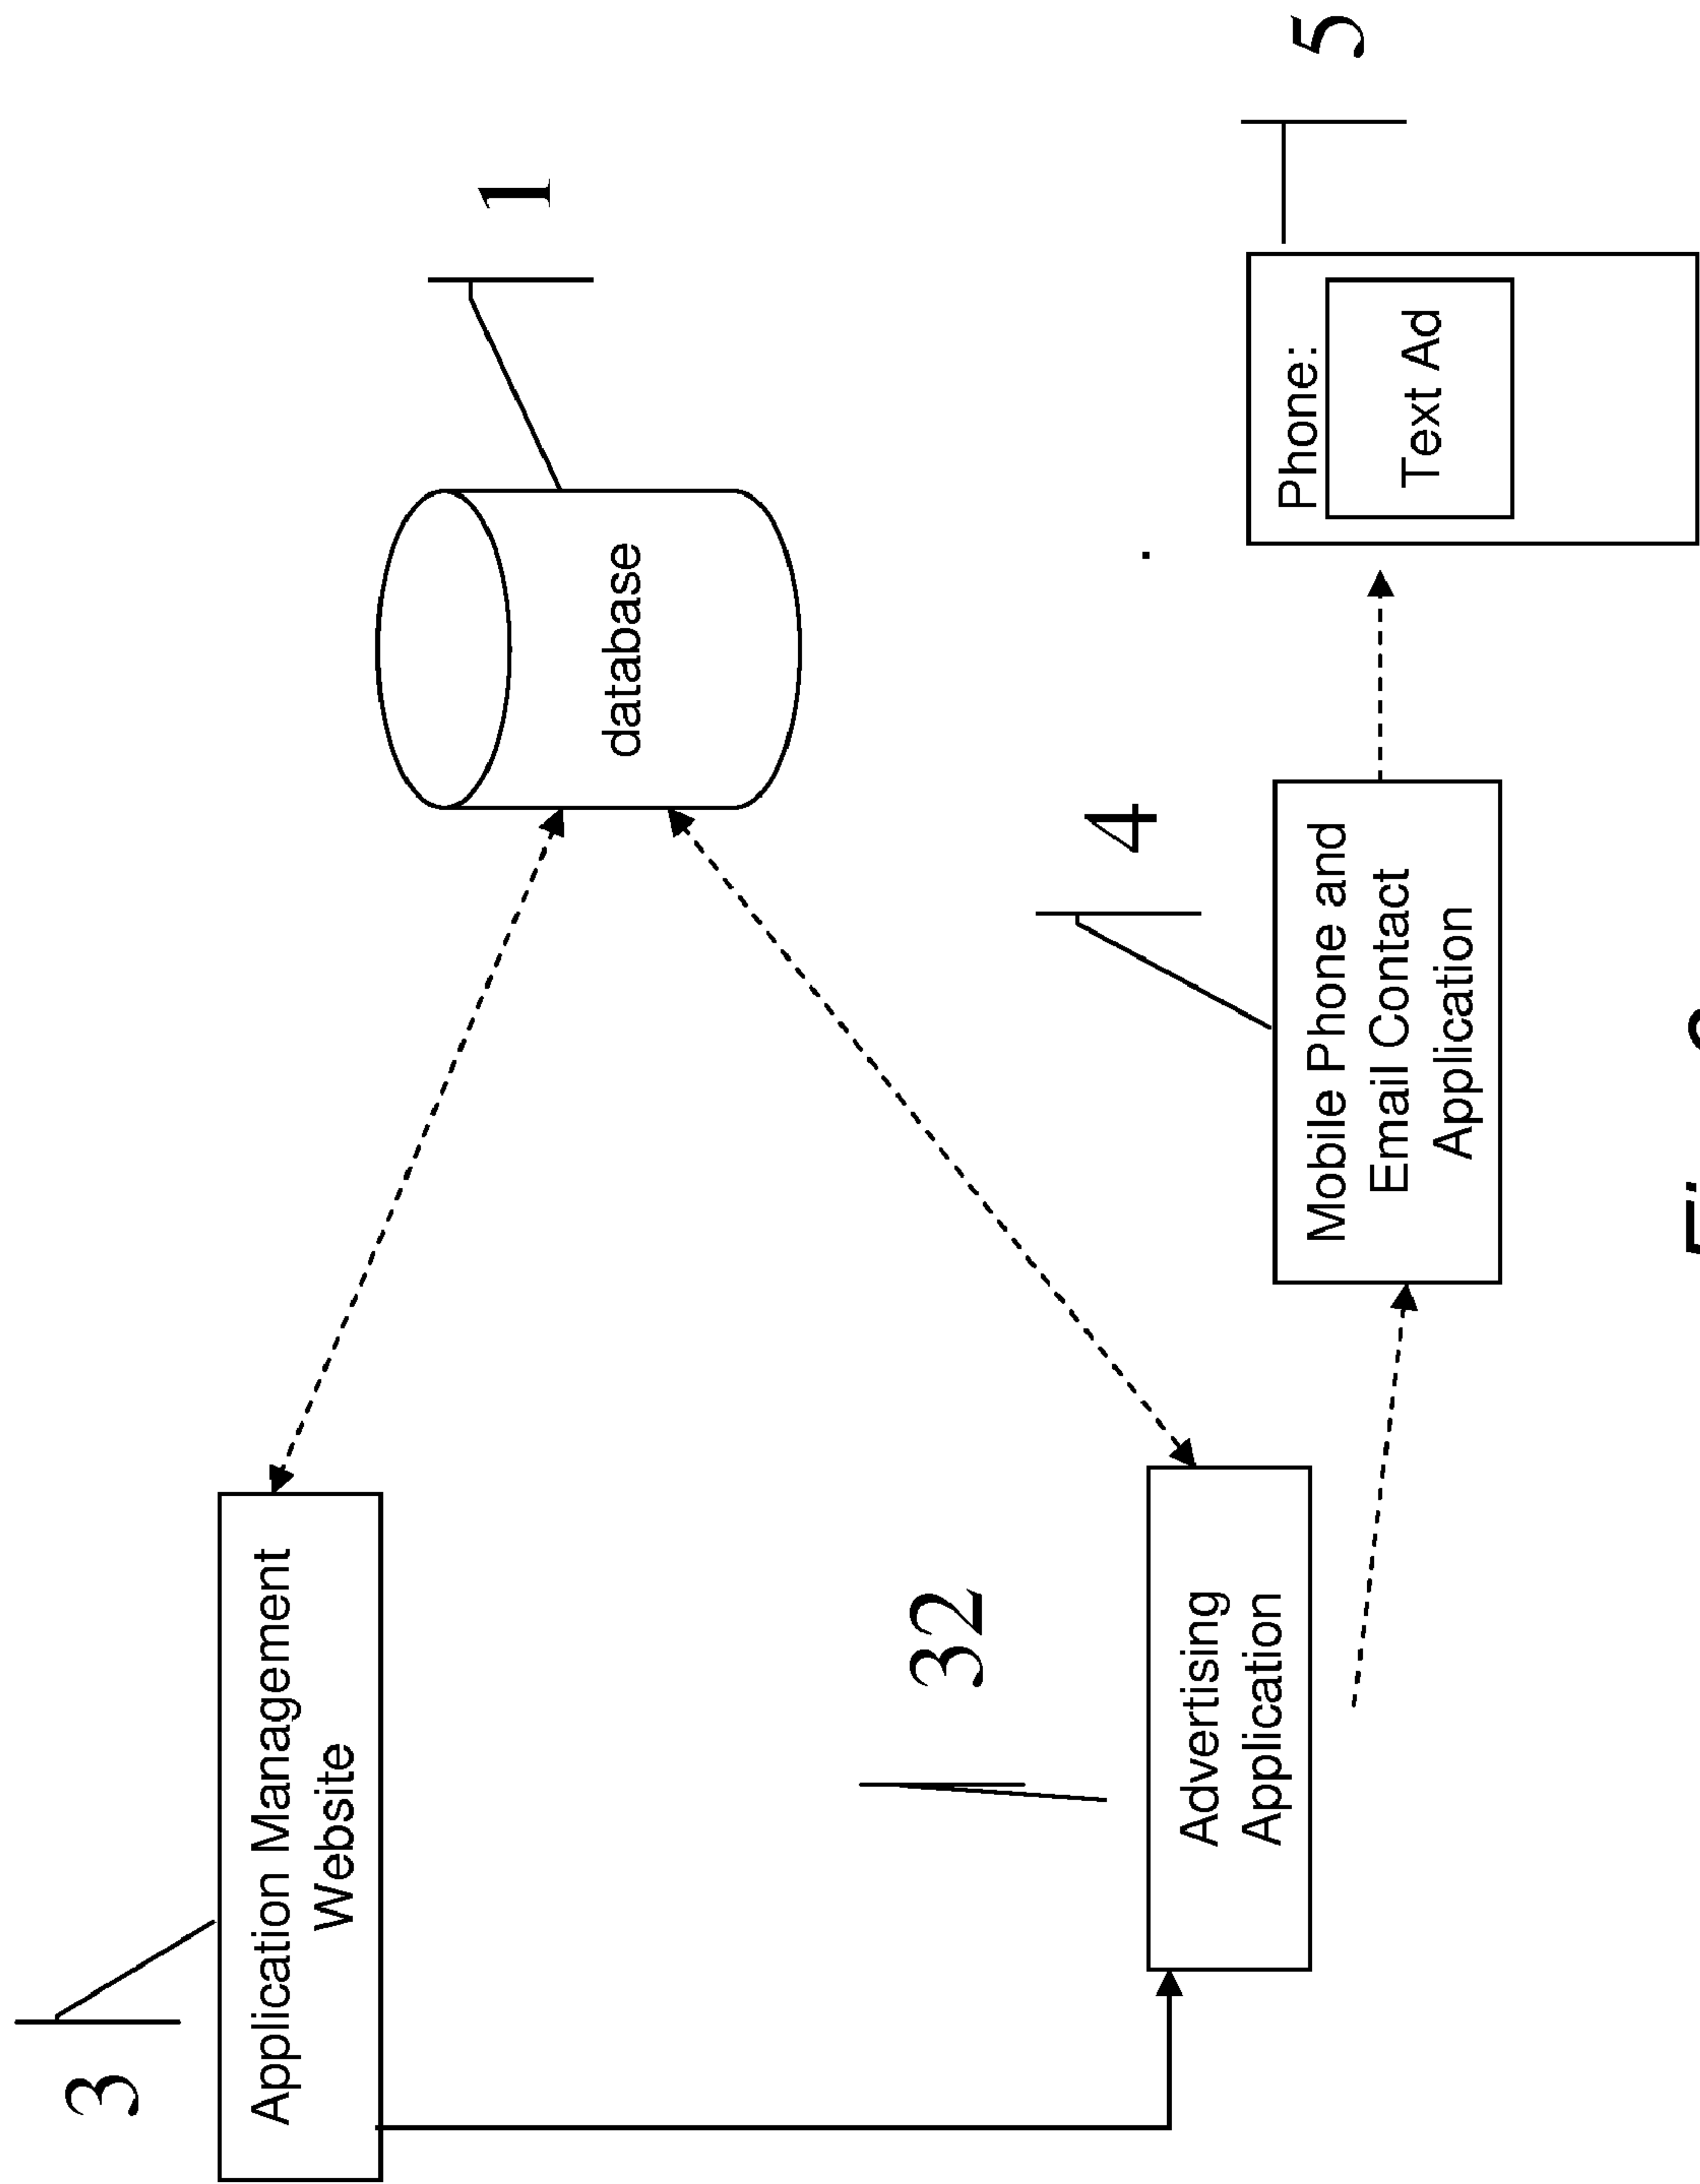 3
Application Management
Website
1
database
32
Advertising
Application
4
Mobile Phone and
Email Contact
Application
5
Phone:
Text Ad